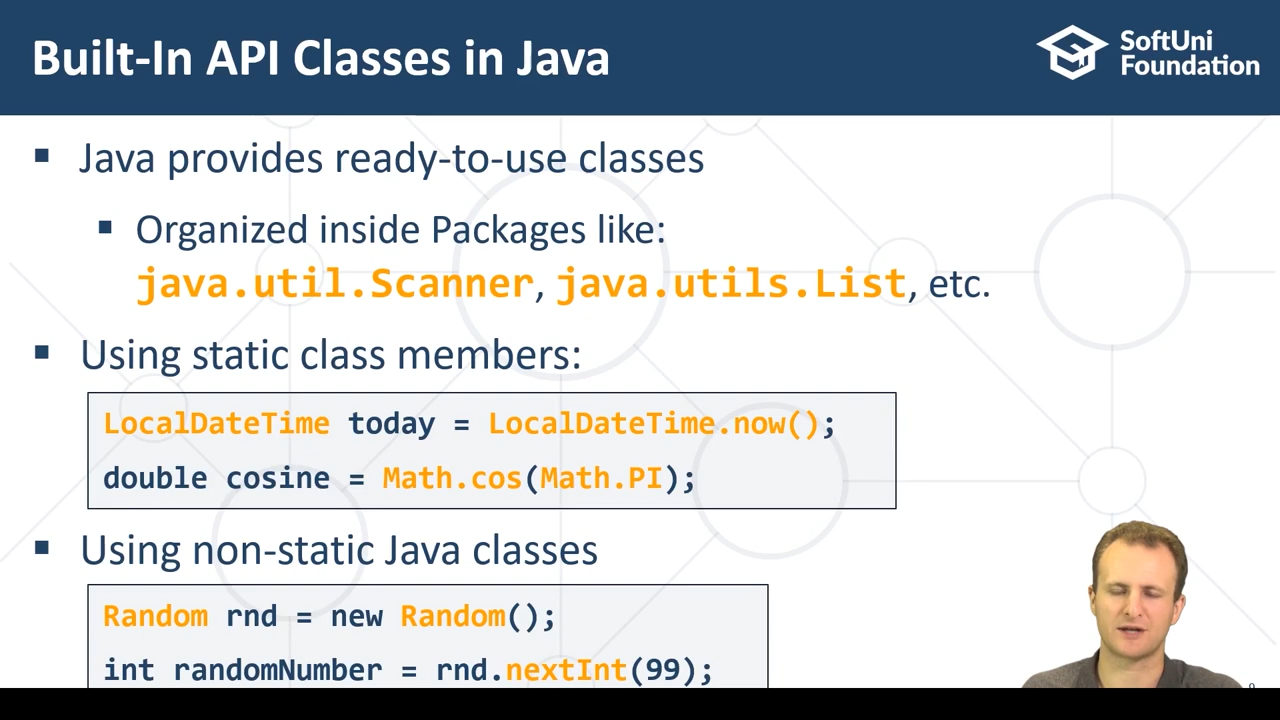 Built-In API Classes in Java
SoftUni
Foundation
▪ Java provides ready-to-use classes
▪ Organized inside Packages like:
java.util.Scanner, java.utils.List, etc.
▪ Using static class members:
LocalDateTime today = LocalDateTime.now();
double cosine = Math.cos(Math.PI);
▪ Using non-static Java classes
Random rnd = new Random();
int randomNumber = rnd.nextInt(99);